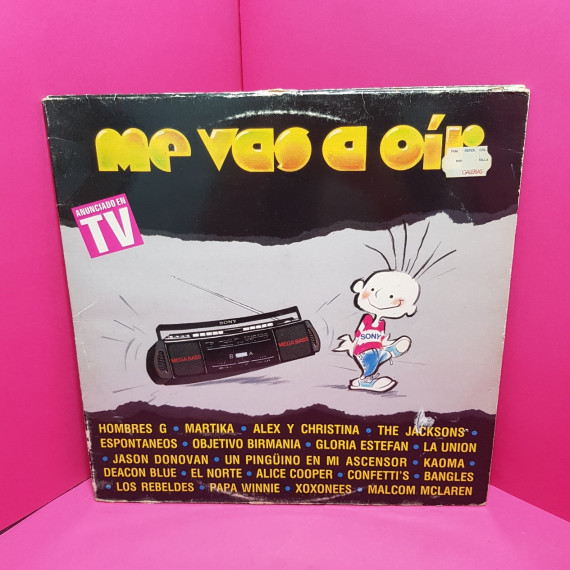 Me vas a oír
GALERIAS
ANUNCIADO EN
TV
SONY
MEGA BASS
MEGA BASS
SONY
HOMBRES G • MARTIKA • ALEX Y CHRISTINA • THE JACKSONS •
ESPONTANEOS • OBJETIVO BIRMANIA • GLORIA ESTEFAN • LA UNION
• JASON DONOVAN • UN PINGÜINO EN MI ASCENSOR • KAOMA •
DEACON BLUE • EL NORTE • ALICE COOPER • CONFETTI'S • BANGLES
• LOS REBELDES • PAPA WINNIE • XOXONEES • MALCOM MCLAREN